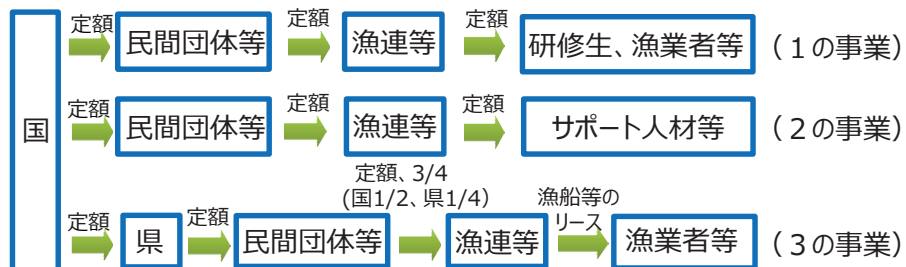 定額 定額 定額
国 民間団体等 漁連等 研修生、漁業者等 (1の事業)
定額 定額 定額
民間団体等 漁連等 サポート人材等 (2の事業)
定額、3/4
(国1/2、県1/4)
漁船等の
リース
定額 定額
県 民間団体等 漁連等 漁業者等 (3の事業)